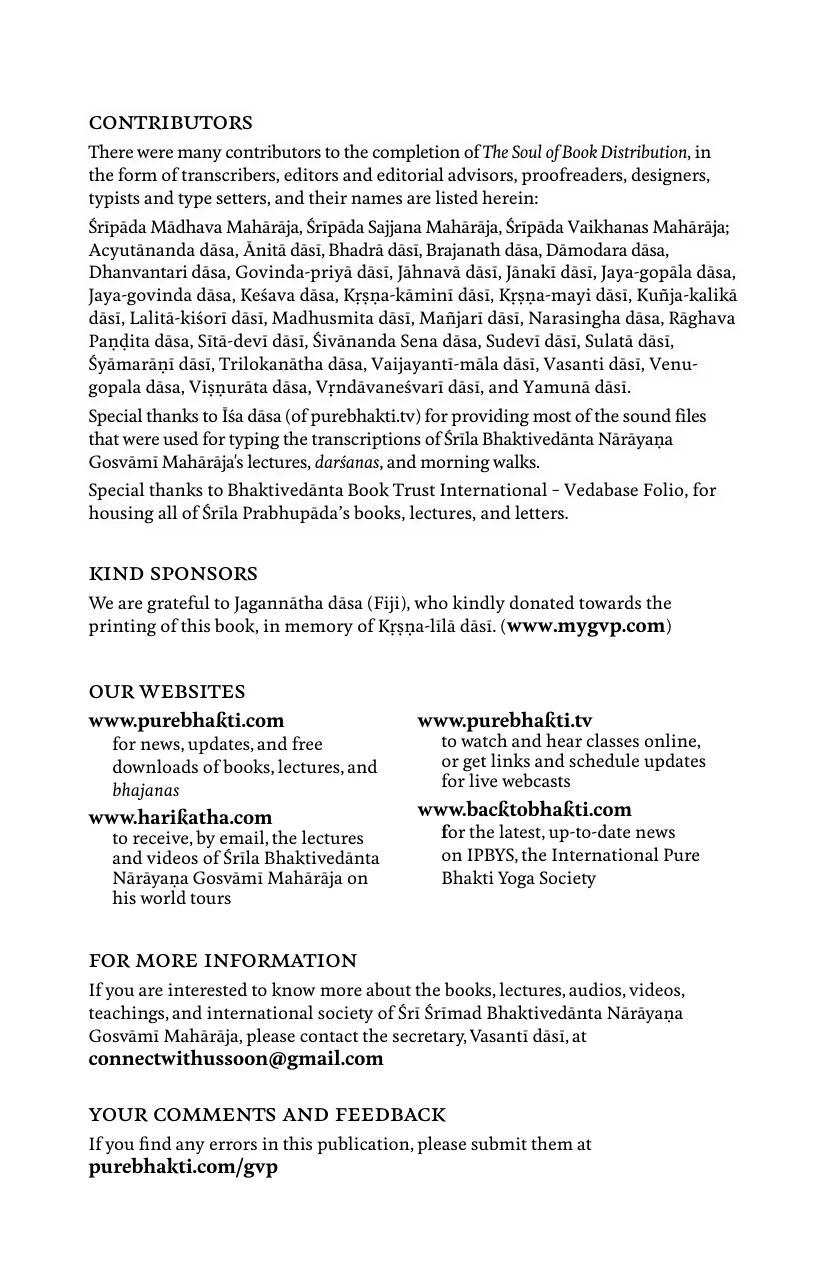 CONTRIBUTORS
There were many contributors to the completion of The Soul of Book Distribution, in
the form of transcribers, editors and editorial advisors, proofreaders, designers,
typists and type setters, and their names are listed herein:
Śrīpāda Mādhava Mahārāja, Śrīpāda Sajjana Mahārāja, Śrīpāda Vaikhanas Mahārāja;
Acyutānanda dāsa, Ānitā dāsī, Bhadrā dāsī, Brajanath dāsa, Dāmodara dāsa,
Dhanvantari dāsa, Govinda-priyā dāsī, Jāhnavā dāsī, Jānakī dāsī, Jaya-gopāla dāsa,
Jaya-govinda dāsa, Keśava dāsa, Kṛṣṇa-kāminī dāsī, Kṛṣṇa-mayi dāsī, Kuñja-kalikā
dāsī, Lalitā-kiśorī dāsī, Madhusmita dāsī, Mañjarī dāsī, Narasingha dāsa, Rāghava
Paṇḍita dāsa, Sītā-devī dāsī, Śivānanda Sena dāsa, Sudevī dāsī, Sulatā dāsī,
Śyāmarāṇī dāsī, Trilokanātha dāsa, Vaijayantī-māla dāsī, Vasanti dāsī, Venu-
gopala dāsa, Viṣṇurāta dāsa, Vṛndāvaneśvarī dāsī, and Yamunā dāsī.
Special thanks to Īśa dāsa (of purebhakti.tv) for providing most of the sound files
that were used for typing the transcriptions of Śrīla Bhaktivedānta Nārāyaṇa
Gosvāmī Mahārāja's lectures, darśanas, and morning walks.
Special thanks to Bhaktivedānta Book Trust International – Vedabase Folio, for
housing all of Śrīla Prabhupāda’s books, lectures, and letters.
KIND SPONSORS
We are grateful to Jagannātha dāsa (Fiji), who kindly donated towards the
printing of this book, in memory of Kṛṣṇa-līlā dāsī. (www.mygvp.com)
OUR WEBSITES
www.purebhakti.com
for news, updates, and free
downloads of books, lectures, and
bhajanas
www.harikatha.com
to receive, by email, the lectures
and videos of Śrīla Bhaktivedānta
Nārāyaṇa Gosvāmī Mahārāja on
his world tours
www.purebhakti.tv
to watch and hear classes online,
or get links and schedule updates
for live webcasts
www.backtobhakti.com
for the latest, up-to-date news
on IPBYS, the International Pure
Bhakti Yoga Society
FOR MORE INFORMATION
If you are interested to know more about the books, lectures, audios, videos,
teachings, and international society of Śrī Śrīmad Bhaktivedānta Nārāyaṇa
Gosvāmī Mahārāja, please contact the secretary, Vasantī dāsī, at
connectwithussoon@gmail.com
YOUR COMMENTS AND FEEDBACK
If you find any errors in this publication, please submit them at
purebhakti.com/gvp